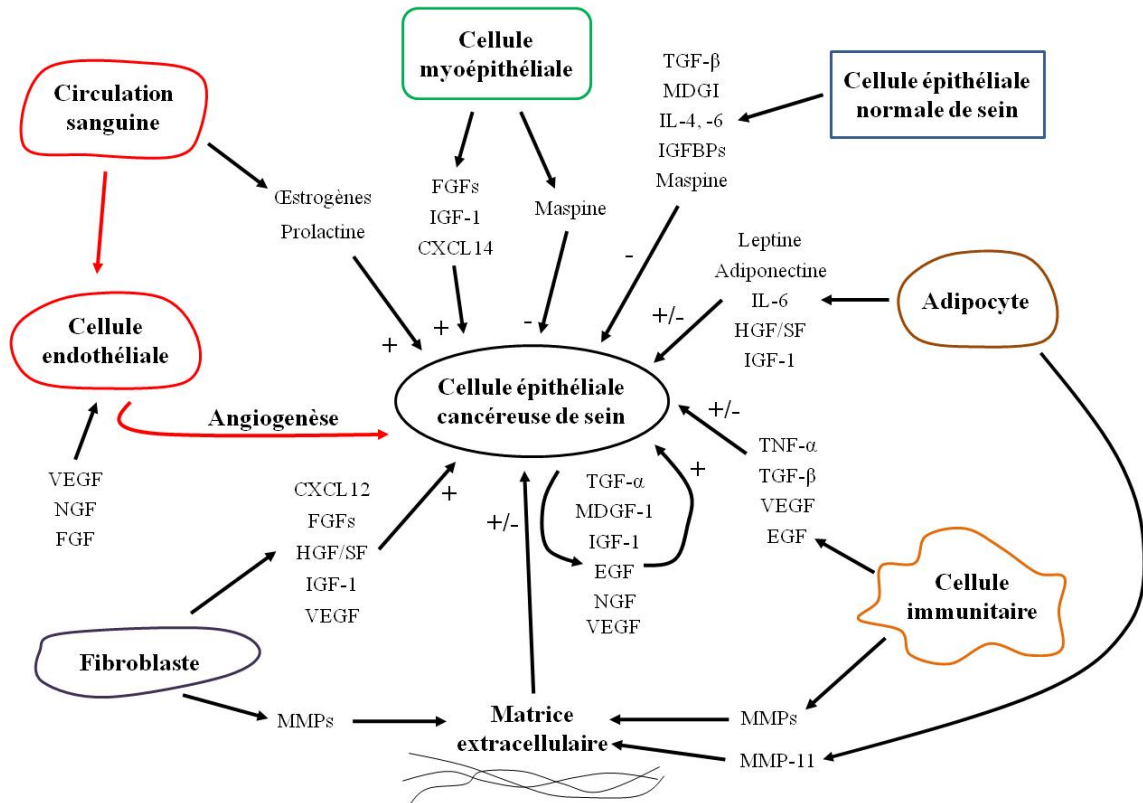 Cellule
myoépithéliale
Circulation
sanguine
TGF-β
MDGI
IL-4, -6
IGFBPs
Maspine
Cellule épithéliale
normale de sein
Œstrogènes
Prolactine
FGFs
IGF-1
CXCL14
Maspine
-
Leptine
Adiponectine
IL-6
HGF/SF
IGF-1
Adipocyte
+
+
-
+/-
Cellule
endothéliale
Angiogenèse
Cellule épithéliale
cancéreuse de sein
+/-
TNF-α
TGF-β
VEGF
EGF
VEGF
NGF
FGF
CXCL12
FGFs
HGF/SF
IGF-1
VEGF
+
+/-
TGF-α
MDGF-1
IGF-1
EGF
NGF
VEGF
+
Cellule
immunitaire
Fibroblaste
MMPs
Matrice
extracellulaire
MMPs
MMP-11